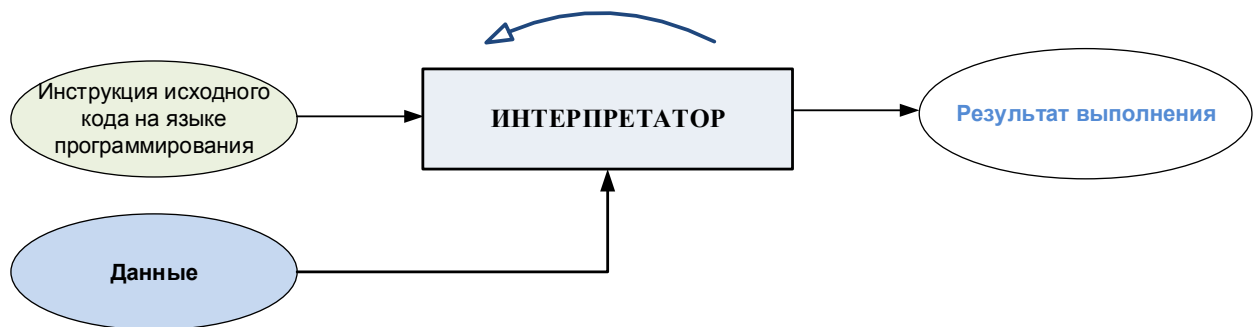 Инструкция исходного
кода на языке
программирования
ИНТЕРПРЕТАТОР
Результат выполнения
Данные